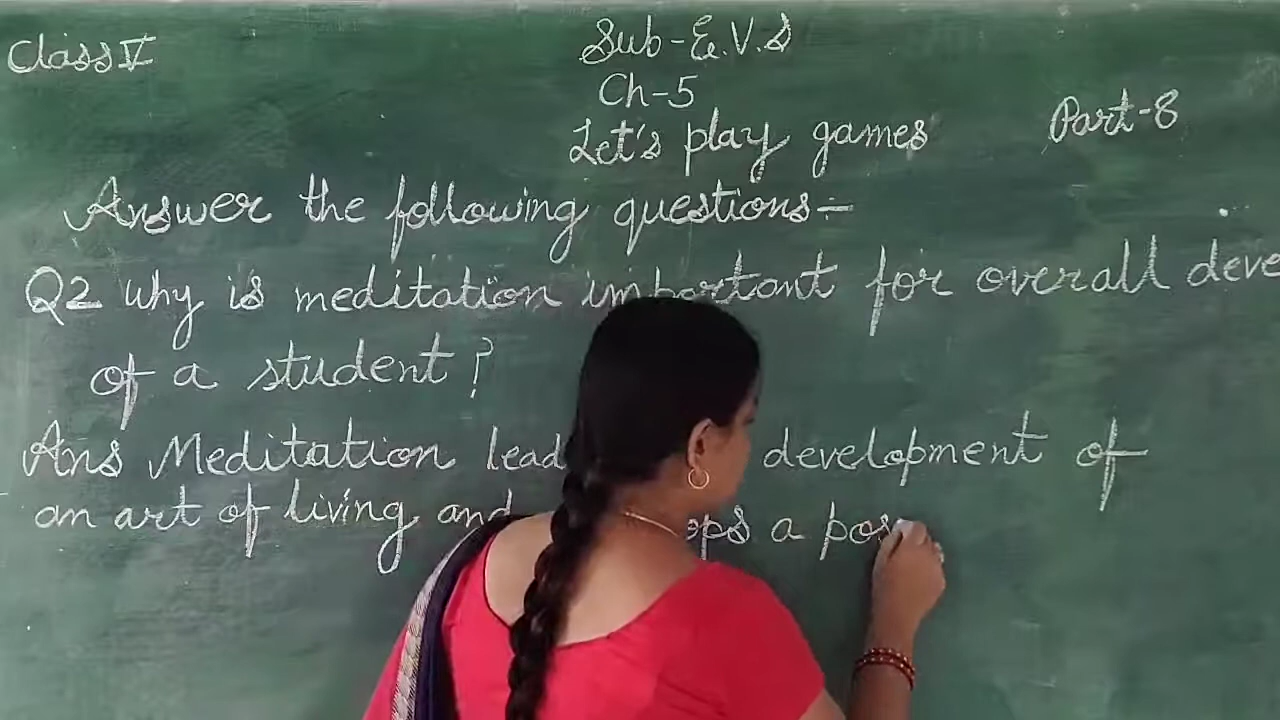 Class V
Sub-E.V.S
Ch-5
Let's play games
Part-8
Answer the following questions-
Q2 Why is meditation important for overall deve
of a student?
Ans Meditation lead development of
an art of living and ops a pos